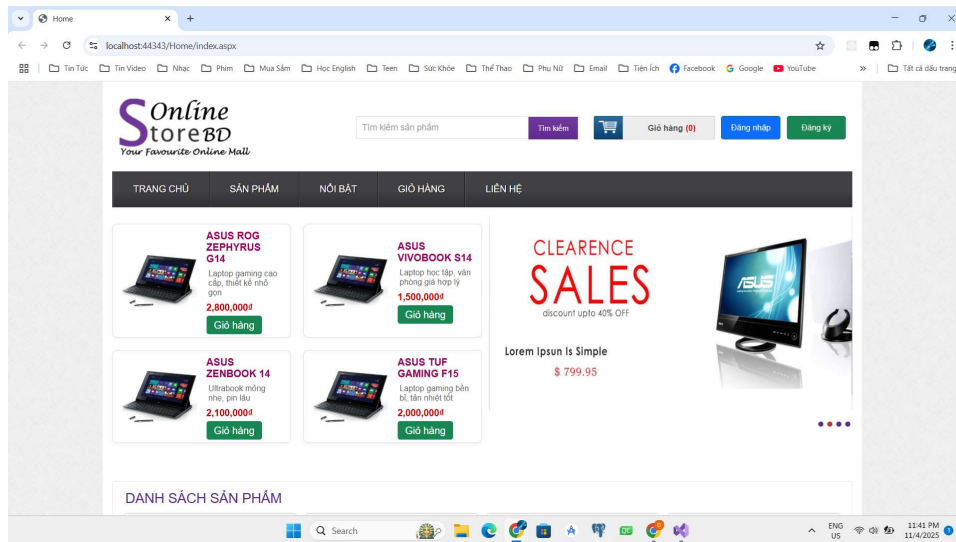 Home
localhost:44343/Home/index.aspx
Tin Tức Tin Video Nhạc Phim Mua Sắm Học English Teen Sức Khỏe Thể Thao Phụ Nữ Email Tiện ích Facebook Google YouTube » Tất cả dấu trang
Online
Store BD
Your Favourite Online Mall
Tìm kiếm sản phẩm
Tìm kiếm
Giỏ hàng (0)
Đăng nhập
Đăng ký
TRANG CHỦ SẢN PHẨM NỔI BẬT GIỎ HÀNG LIÊN HỆ
ASUS ROG
ZEPHYRUS
G14
Laptop gaming cao
cấp, thiết kế nhỏ
gọn
2,800,000₫
Giỏ hàng
ASUS
VIVOBOOK S14
Laptop học tập, văn
phòng giá hợp lý
1,500,000₫
Giỏ hàng
ASUS
ZENBOOK 14
Ultrabook mỏng
nhẹ, pin lâu
2,100,000₫
Giỏ hàng
ASUS TUF
GAMING F15
Laptop gaming bền
bỉ, tản nhiệt tốt
2,000,000₫
Giỏ hàng
CLEARENCE
SALES
discount upto 40% OFF
Lorem Ipsun Is Simple
$ 799.95
ASUS
DANH SÁCH SẢN PHẨM
Search
ENG
US
11:41 PM
11/4/2025